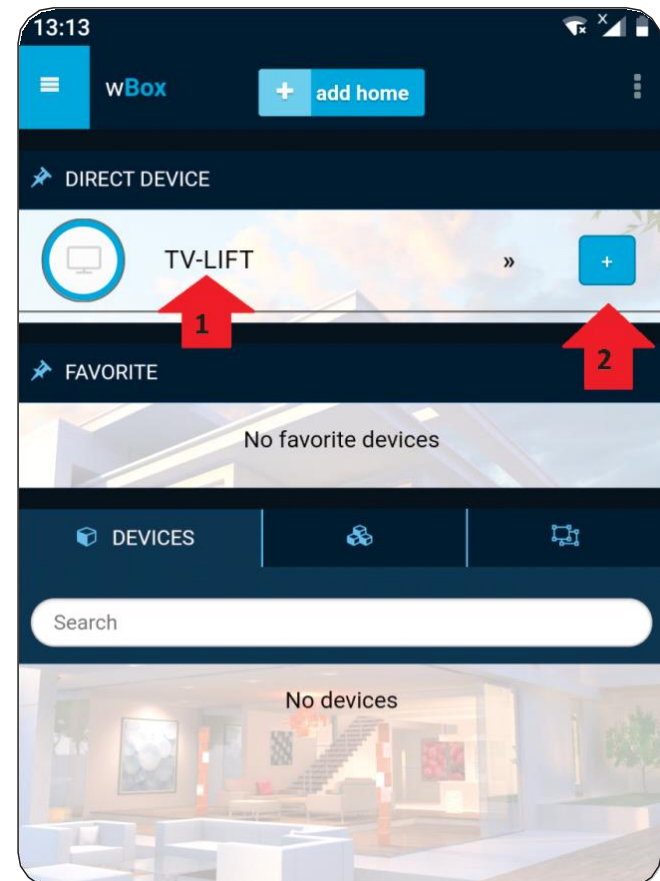 13:13
wBox
+ add home
DIRECT DEVICE
TV-LIFT » +
1
2
FAVORITE
No favorite devices
DEVICES
Search
No devices